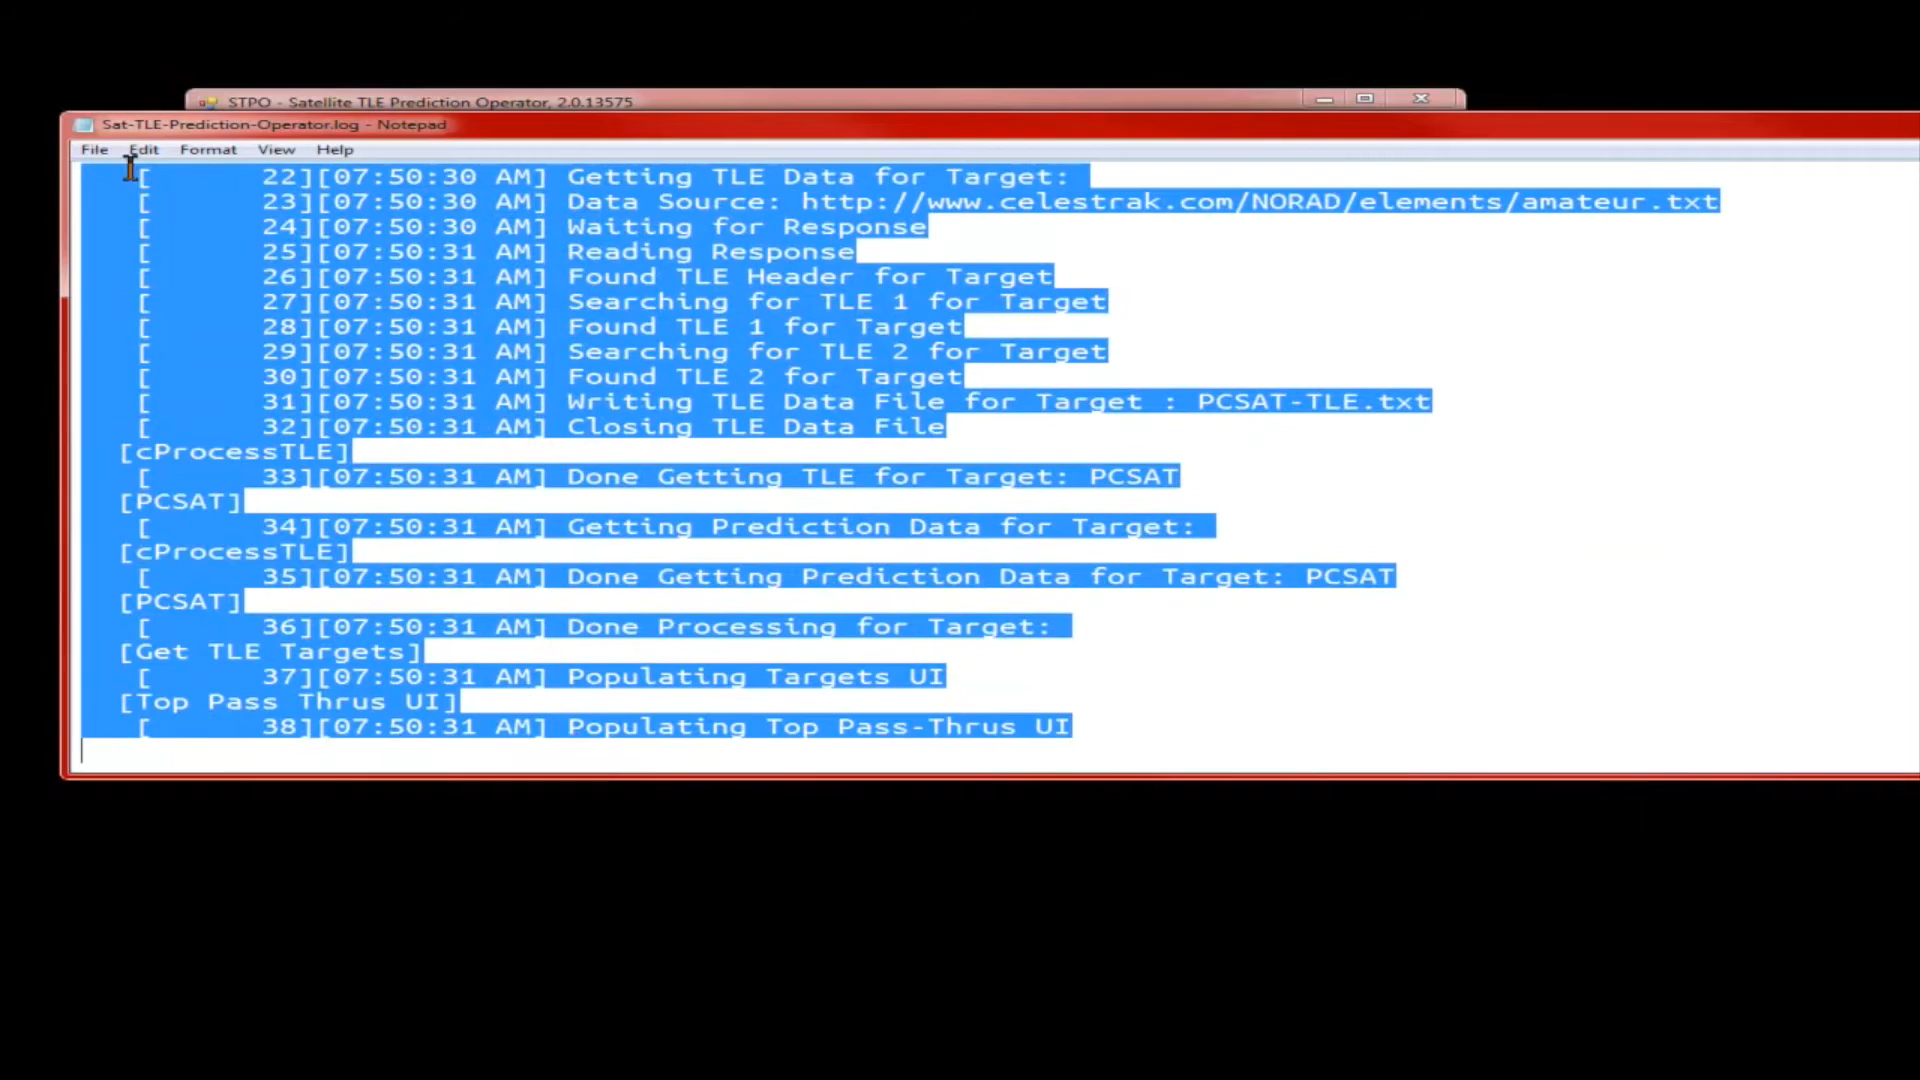 STPO - Satellite TLE Prediction Operator, 2.0.13575
Sat-TLE-Prediction-Operator.log - Notepad
File Edit Format View Help
[ 22][07:50:30 AM] Getting TLE Data for Target:
[ 23][07:50:30 AM] Data Source: http://www.celestrak.com/NORAD/elements/amateur.txt
[ 24][07:50:30 AM] Waiting for Response
[ 25][07:50:31 AM] Reading Response
[ 26][07:50:31 AM] Found TLE Header for Target
[ 27][07:50:31 AM] Searching for TLE 1 for Target
[ 28][07:50:31 AM] Found TLE 1 for Target
[ 29][07:50:31 AM] Searching for TLE 2 for Target
[ 30][07:50:31 AM] Found TLE 2 for Target
[ 31][07:50:31 AM] Writing TLE Data File for Target : PCSAT-TLE.txt
[ 32][07:50:31 AM] Closing TLE Data File
[cProcessTLE]
[ 33][07:50:31 AM] Done Getting TLE for Target: PCSAT
[PCSAT]
[ 34][07:50:31 AM] Getting Prediction Data for Target:
[cProcessTLE]
[ 35][07:50:31 AM] Done Getting Prediction Data for Target: PCSAT
[PCSAT]
[ 36][07:50:31 AM] Done Processing for Target:
[Get TLE Targets]
[ 37][07:50:31 AM] Populating Targets UI
[Top Pass Thrus UI]
[ 38][07:50:31 AM] Populating Top Pass-Thrus UI